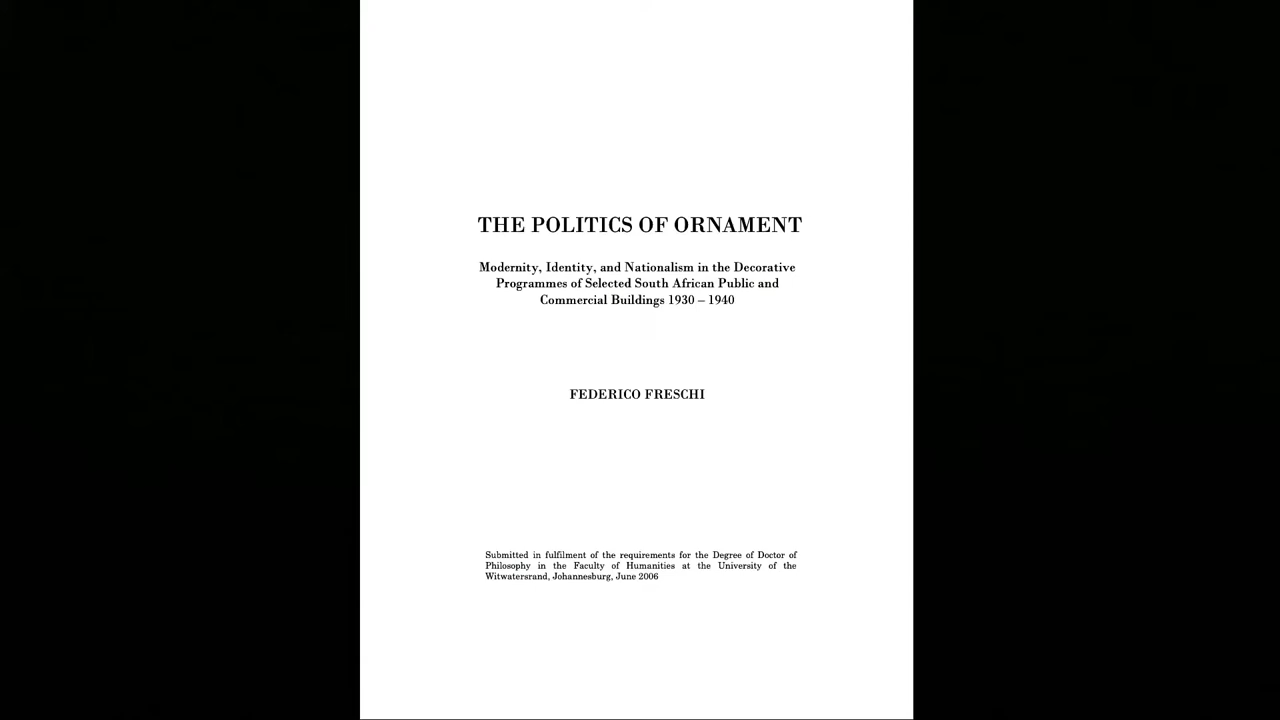 THE POLITICS OF ORNAMENT
Modernity, Identity, and Nationalism in the Decorative
Programmes of Selected South African Public and
Commercial Buildings 1930 – 1940
FEDERICO FRESCHI
Submitted in fulfilment of the requirements for the Degree of Doctor of
Philosophy in the Faculty of Humanities at the University of the
Witwatersrand, Johannesburg, June 2006